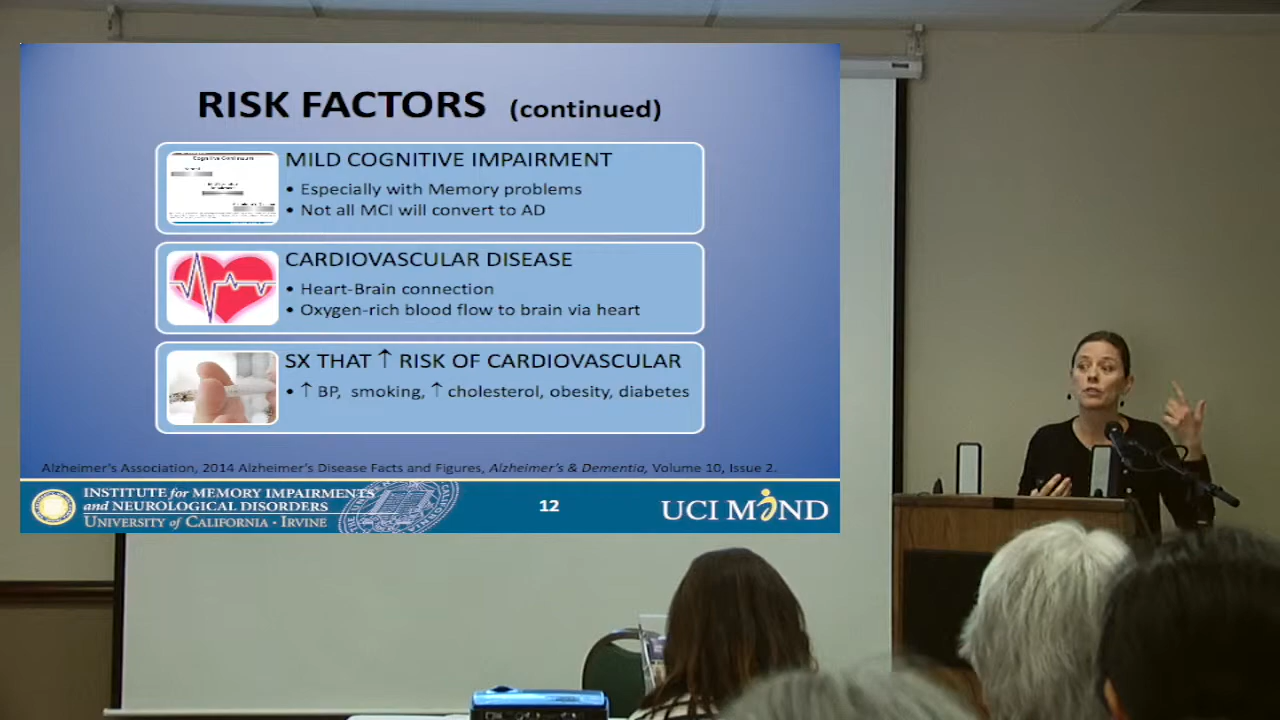 RISK FACTORS (continued)
Cognitive Continuum
MILD COGNITIVE IMPAIRMENT
• Especially with Memory problems
• Not all MCI will convert to AD
CARDIOVASCULAR DISEASE
• Heart-Brain connection
• Oxygen-rich blood flow to brain via heart
SX THAT ↑ RISK OF CARDIOVASCULAR
• ↑ BP, smoking, ↑ cholesterol, obesity, diabetes
Alzheimer's Association, 2014 Alzheimer's Disease Facts and Figures, Alzheimer's & Dementia, Volume 10, Issue 2.
INSTITUTE for MEMORY IMPAIRMENTS
and NEUROLOGICAL DISORDERS
UNIVERSITY of CALIFORNIA · IRVINE
12
UCI MIND